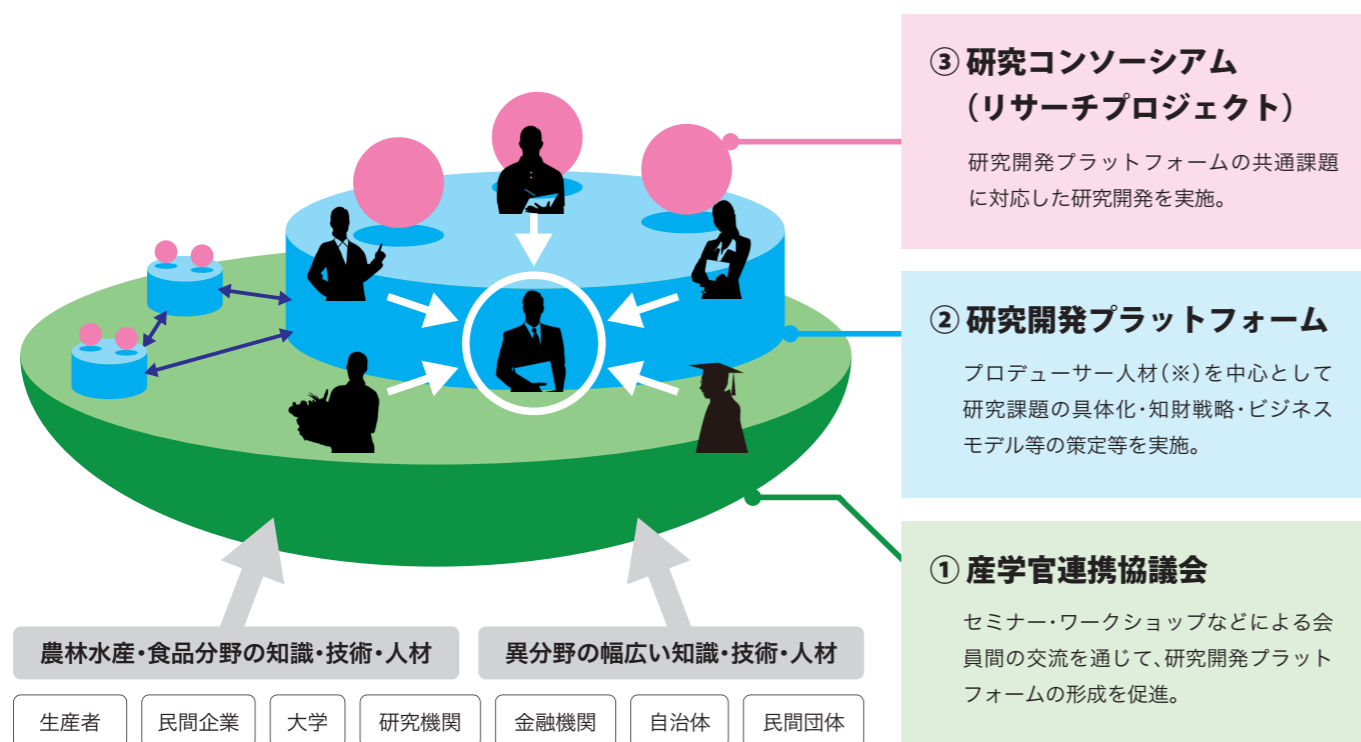 ③ 研究コンソーシアム
（リサーチプロジェクト）
研究開発プラットフォームの共通課題
に対応した研究開発を実施。
② 研究開発プラットフォーム
プロデューサー人材（※）を中心として
研究課題の具体化・知財戦略・ビジネス
モデル等の策定等を実施。
① 産学官連携協議会
セミナー・ワークショップなどによる会
員間の交流を通じて、研究開発プラット
フォームの形成を促進。
農林水産・食品分野の知識・技術・人材
異分野の幅広い知識・技術・人材
生産者
民間企業
大学
研究機関
金融機関
自治体
民間団体